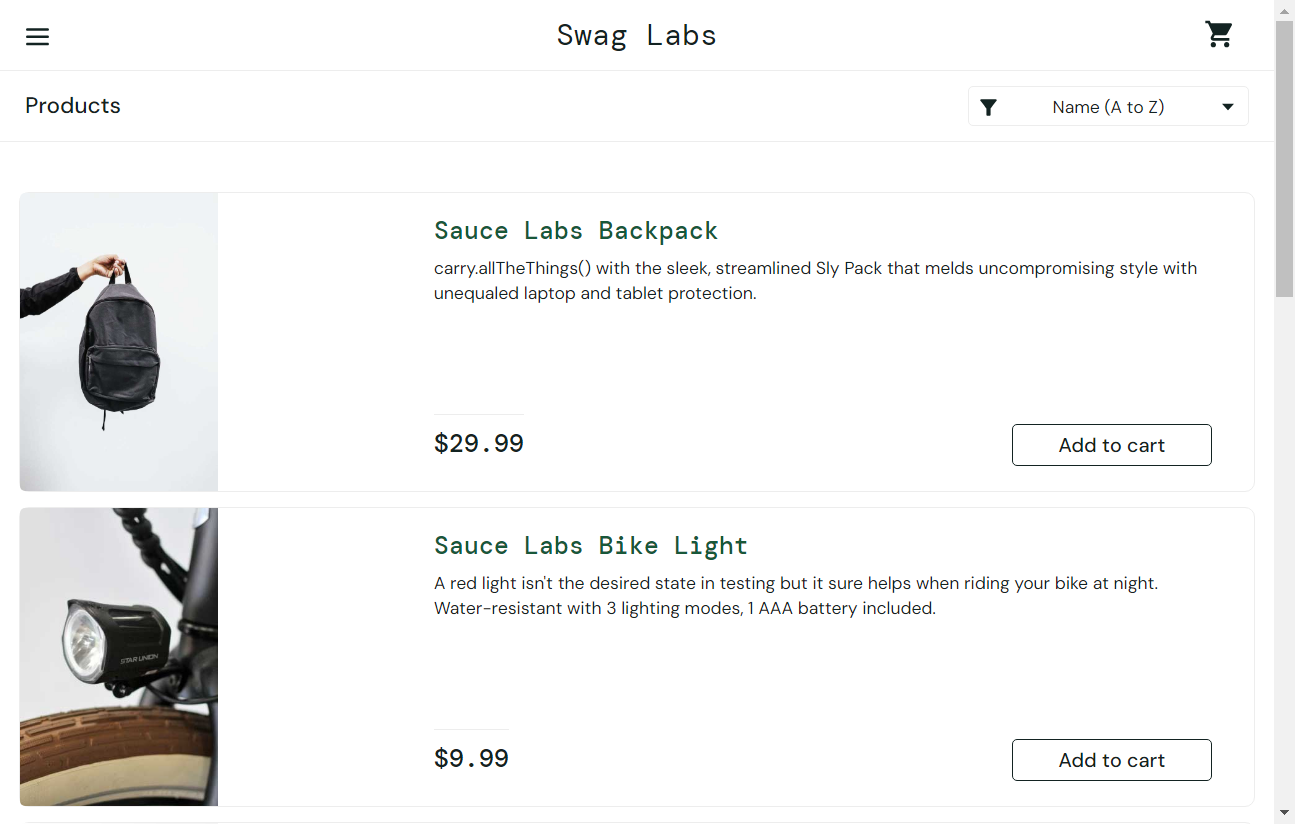 Swag Labs
Products
Name (A to Z)
Sauce Labs Backpack
carry.allTheThings() with the sleek, streamlined Sly Pack that melds uncompromising style with
unequaled laptop and tablet protection.
$29.99
Add to cart
Sauce Labs Bike Light
A red light isn't the desired state in testing but it sure helps when riding your bike at night.
Water-resistant with 3 lighting modes, 1 AAA battery included.
STAR UNION
$9.99
Add to cart